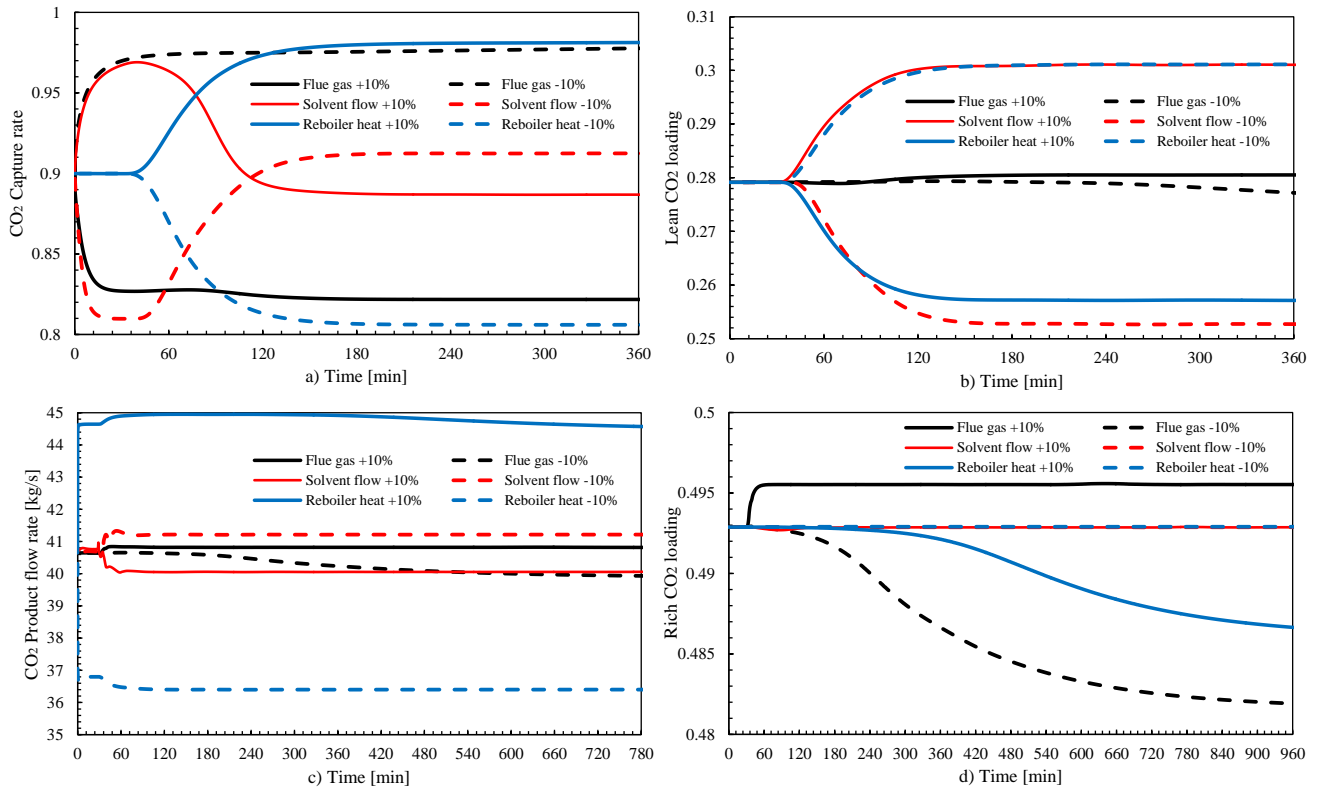 1
0.95
0.9
0.85
0.8
CO2 Capture rate
Flue gas +10% Flue gas -10%
Solvent flow +10% Solvent flow -10%
Reboiler heat +10% Reboiler heat -10%
0 60 120 180 240 300 360
a) Time [min]
0.31
0.3
0.29
0.28
0.27
0.26
0.25
Lean CO2 loading
Flue gas +10% Flue gas -10%
Solvent flow +10% Solvent flow -10%
Reboiler heat +10% Reboiler heat -10%
0 60 120 180 240 300 360
b) Time [min]
45
44
43
42
41
40
39
38
37
36
35
CO2 Product flow rate [kg/s]
Flue gas +10% Flue gas -10%
Solvent flow +10% Solvent flow -10%
Reboiler heat +10% Reboiler heat -10%
0 60 120 180 240 300 360 420 480 540 600 660 720 780
c) Time [min]
0.5
0.495
0.49
0.485
0.48
Rich CO2 loading
Flue gas +10% Flue gas -10%
Solvent flow +10% Solvent flow -10%
Reboiler heat +10% Reboiler heat -10%
0 60 120 180 240 300 360 420 480 540 600 660 720 780 840 900 960
d) Time [min]